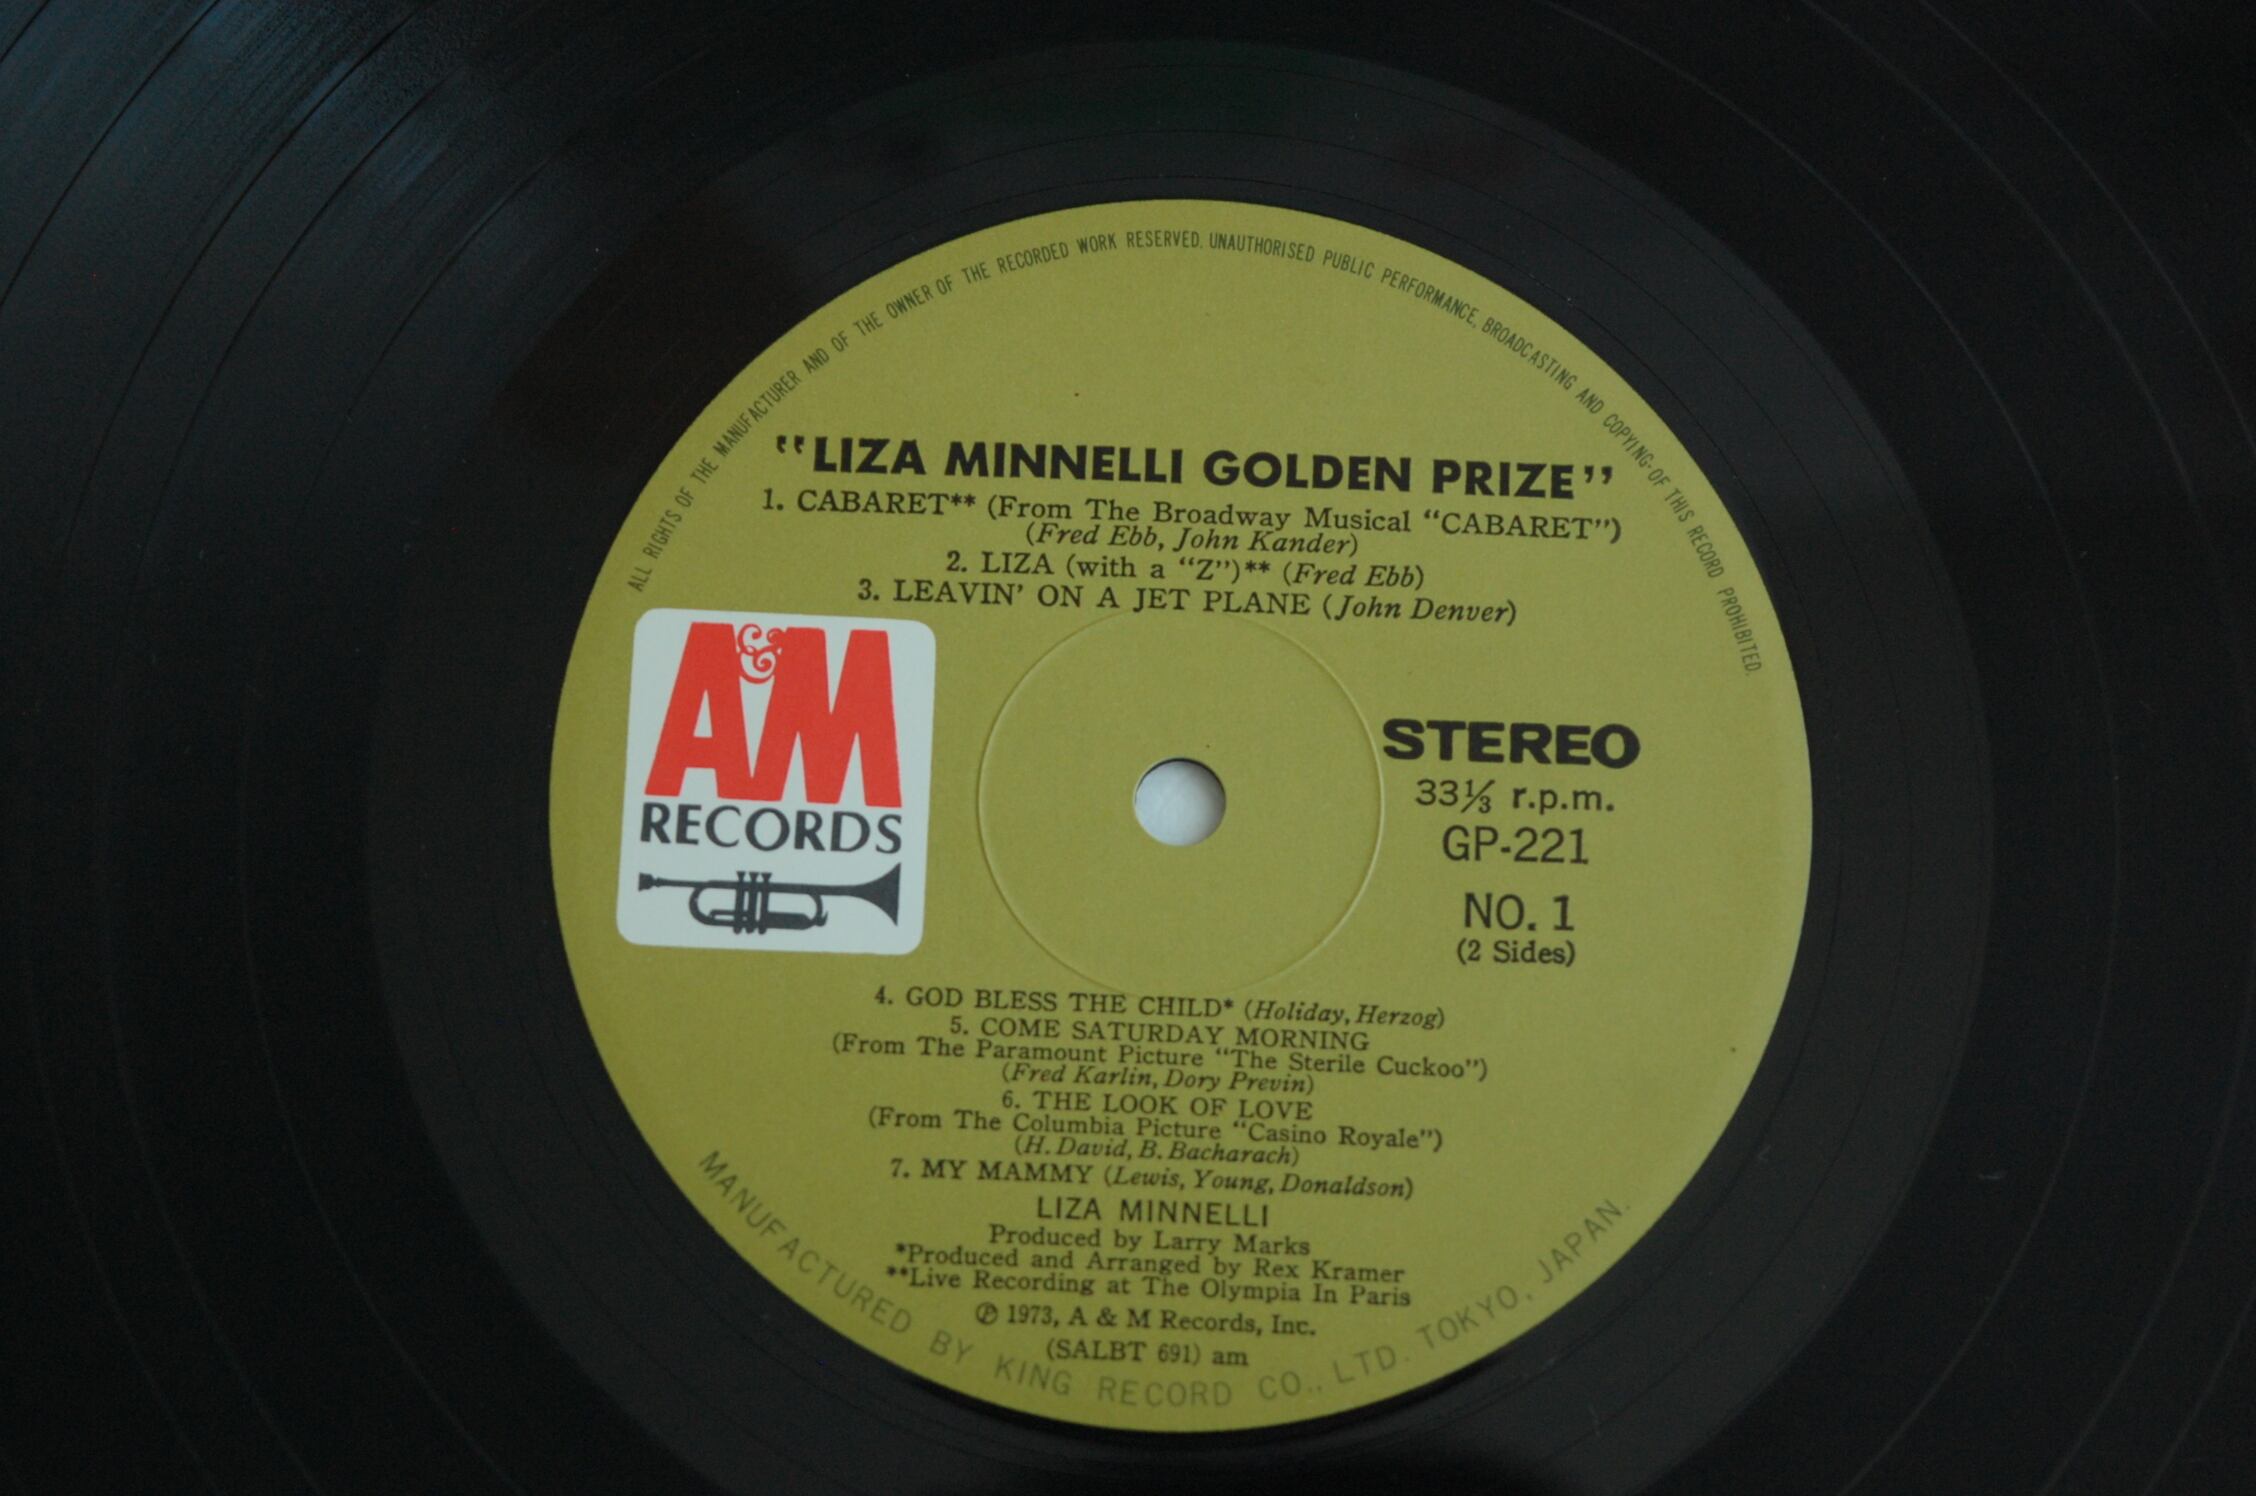 ALL RIGHTS OF THE MANUFACTURER AND OF THE OWNER OF THE RECORDED WORK RESERVED. UNAUTHORISED PUBLIC PERFORMANCE, BROADCASTING AND COPYING OF THIS RECORD PROHIBITED.
"LIZA MINNELLI GOLDEN PRIZE"
1. CABARET** (From The Broadway Musical "CABARET")
(Fred Ebb, John Kander)
2. LIZA (with a "Z")** (Fred Ebb)
3. LEAVIN' ON A JET PLANE (John Denver)
A&M
RECORDS
STEREO
33⅓ r.p.m.
GP-221
NO. 1
(2 Sides)
4. GOD BLESS THE CHILD* (Holiday, Herzog)
5. COME SATURDAY MORNING
(From The Paramount Picture "The Sterile Cuckoo")
(Fred Karlin, Dory Previn)
6. THE LOOK OF LOVE
(From The Columbia Picture "Casino Royale")
(H. David, B. Bacharach)
7. MY MAMMY (Lewis, Young, Donaldson)
LIZA MINNELLI
Produced by Larry Marks
*Produced and Arranged by Rex Kramer
**Live Recording at The Olympia In Paris
℗ 1973, A & M Records, Inc.
(SALBT 691) am
MANUFACTURED BY KING RECORD CO., LTD. TOKYO, JAPAN.